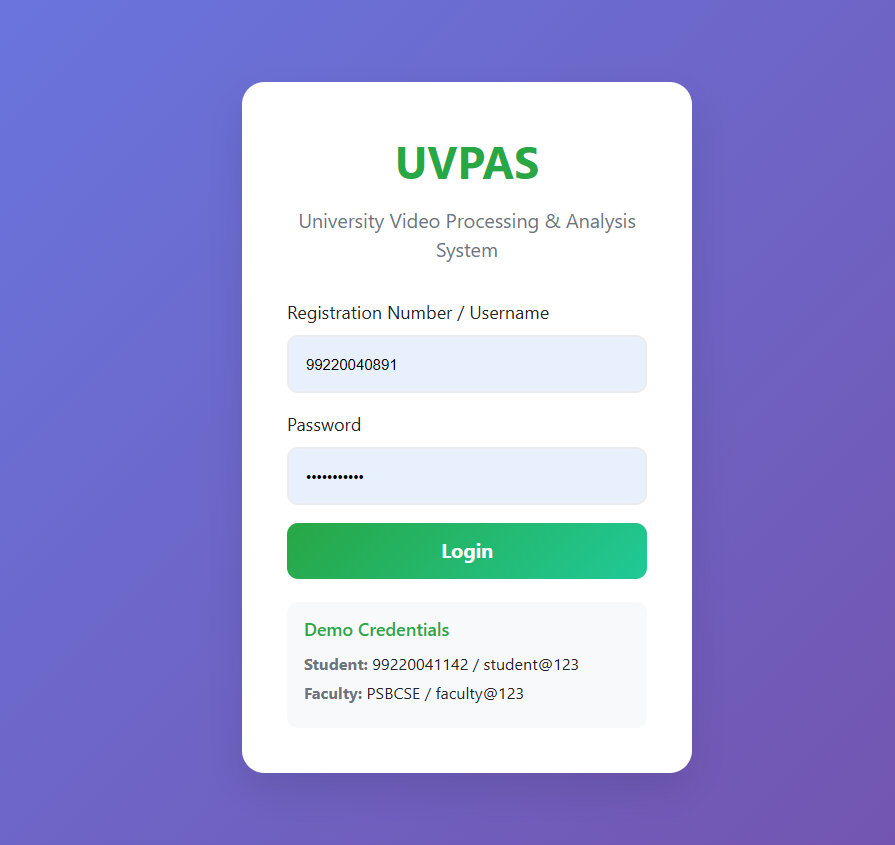 UVPAS
University Video Processing & Analysis
System
Registration Number / Username
99220040891
Password
•••••••••••
Login
Demo Credentials
Student: 99220041142 / student@123
Faculty: PSBCSE / faculty@123